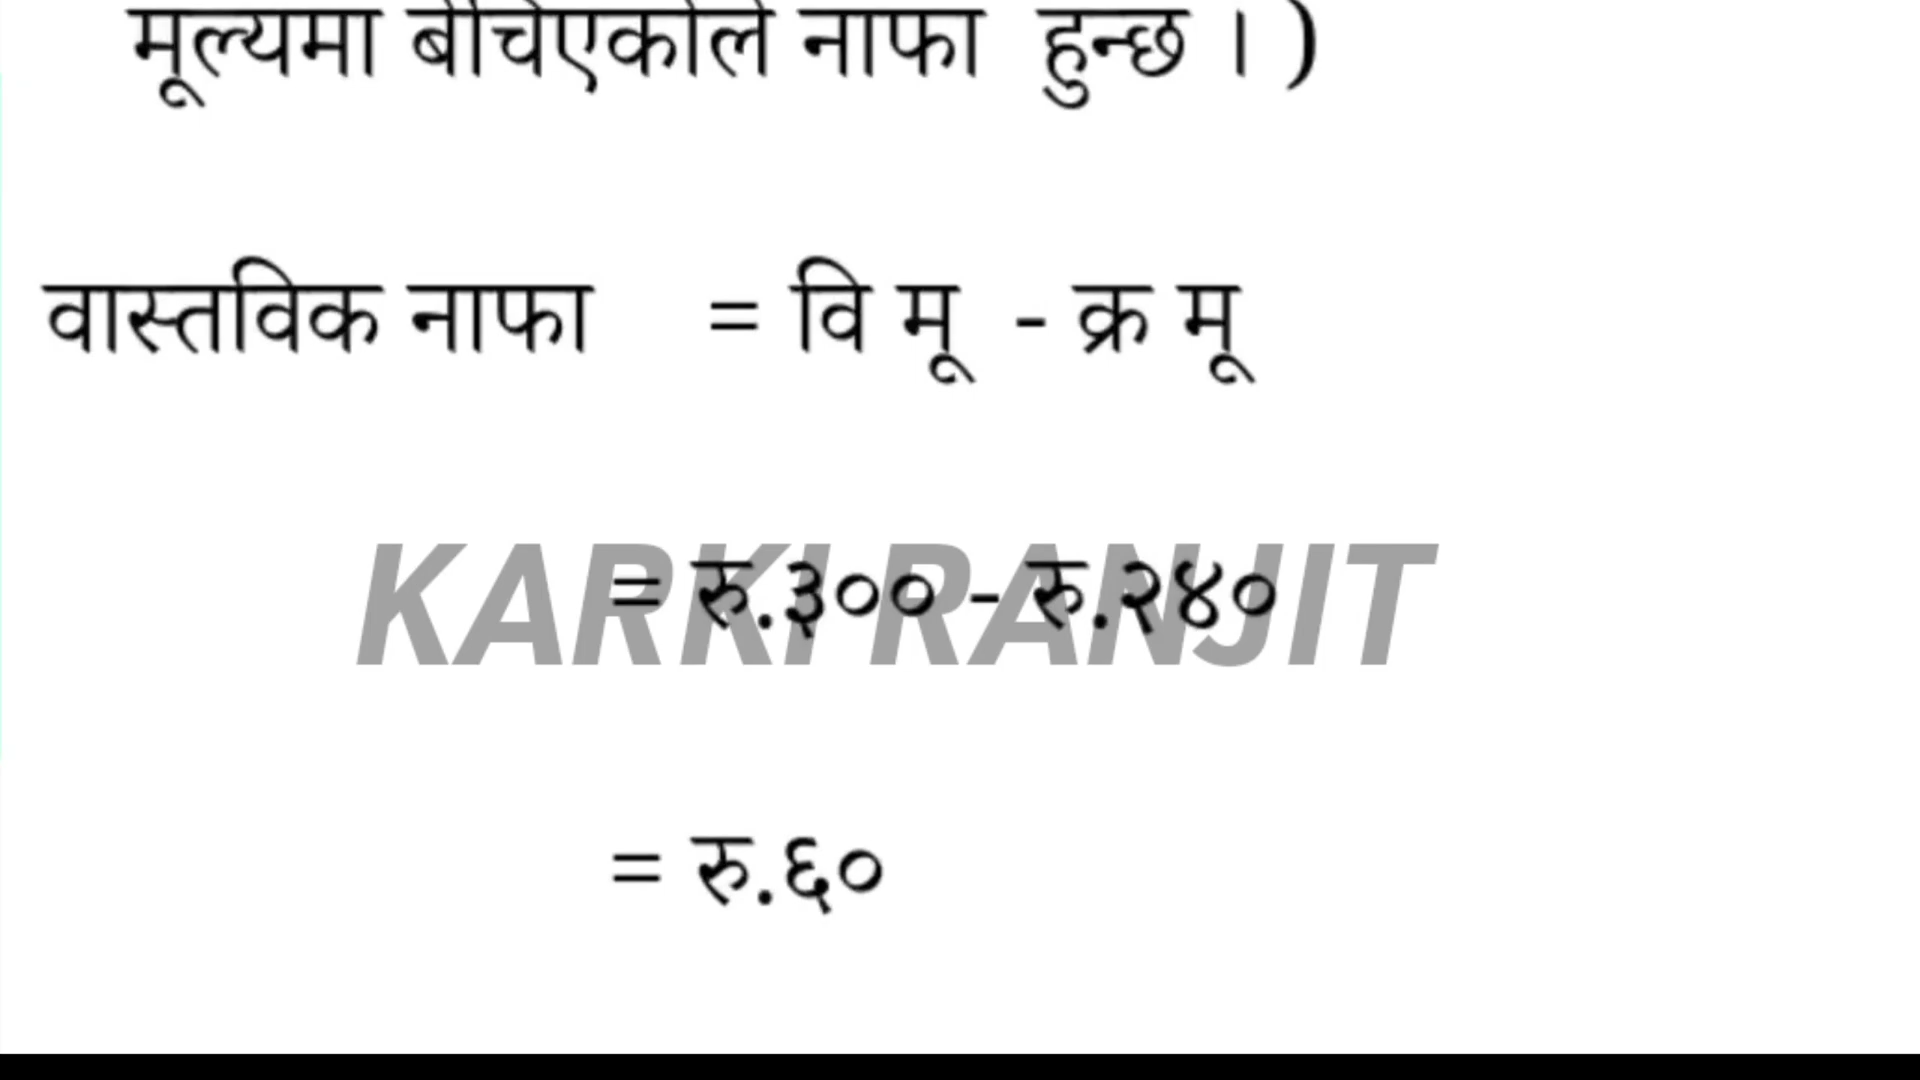 मूल्यमा बेचिएकोले नाफा हुन्छ । )
वास्तविक नाफा = वि मू - क्र मू
= रु.३०० - रु.२४०
KARKI RANJIT
= रु.६०